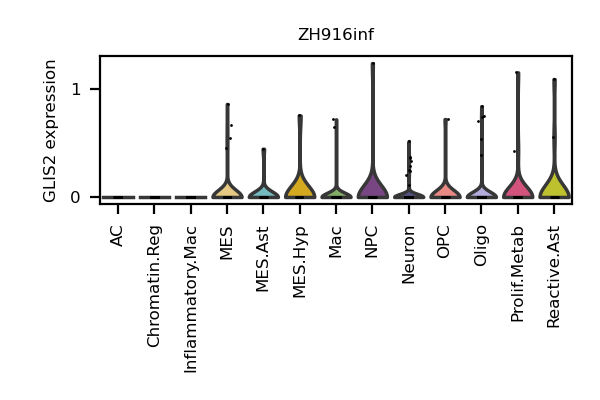 ZH916inf
GLIS2 expression
1
0
AC
Chromatin.Reg
Inflammatory.Mac
MES
MES.Ast
MES.Hyp
Mac
NPC
Neuron
OPC
Oligo
Prolif.Metab
Reactive.Ast